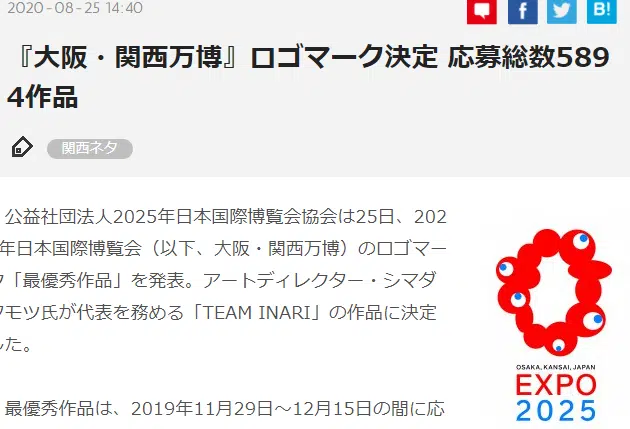 2020-08-25 14:40
B!
『大阪・関西万博』ロゴマーク決定 応募総数589
4作品
関西ネタ
公益社団法人2025年日本国際博覧会協会は25日、202
年日本国際博覧会（以下、大阪・関西万博）のロゴマー
ク「最優秀作品」を発表。アートディレクター・シマダ
タモツ氏が代表を務める「TEAM INARI」の作品に決定
した。
最優秀作品は、2019年11月29日～12月15日の間に応
OSAKA, KANSAI, JAPAN
EXPO
2025